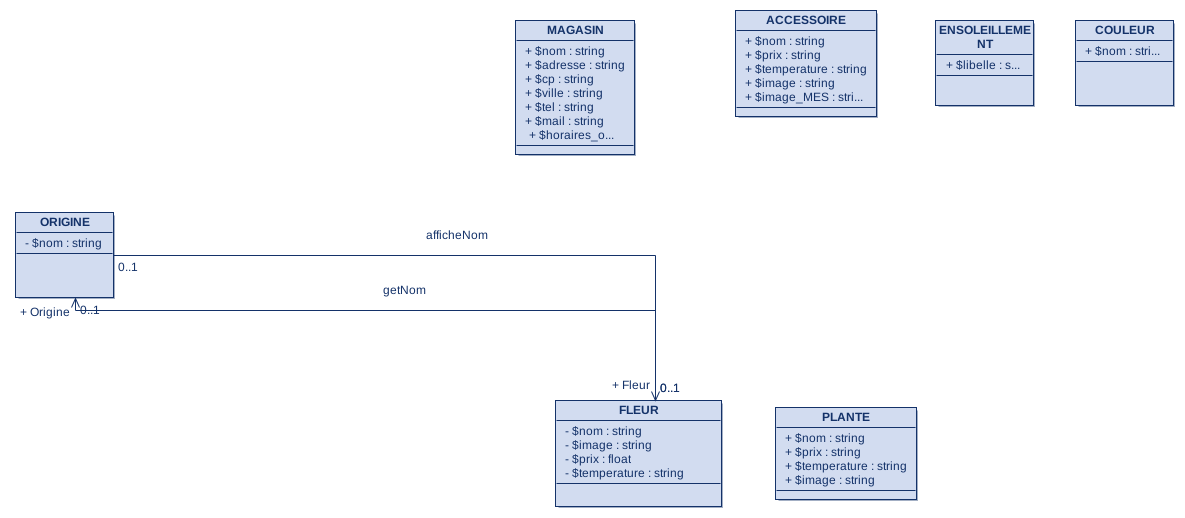 MAGASIN
+ $nom : string
+ $adresse : string
+ $cp : string
+ $ville : string
+ $tel : string
+ $mail : string
+ $horaires_o...
ACCESSOIRE
+ $nom : string
+ $prix : string
+ $temperature : string
+ $image : string
+ $image_MES : stri...
ENSOLEILLEME
NT
+ $libelle : s...
COULEUR
+ $nom : stri...
ORIGINE
- $nom : string
afficheNom
0..1
getNom
+ Origine
0..1
+ Fleur
0..1
FLEUR
- $nom : string
- $image : string
- $prix : float
- $temperature : string
PLANTE
+ $nom : string
+ $prix : string
+ $temperature : string
+ $image : string